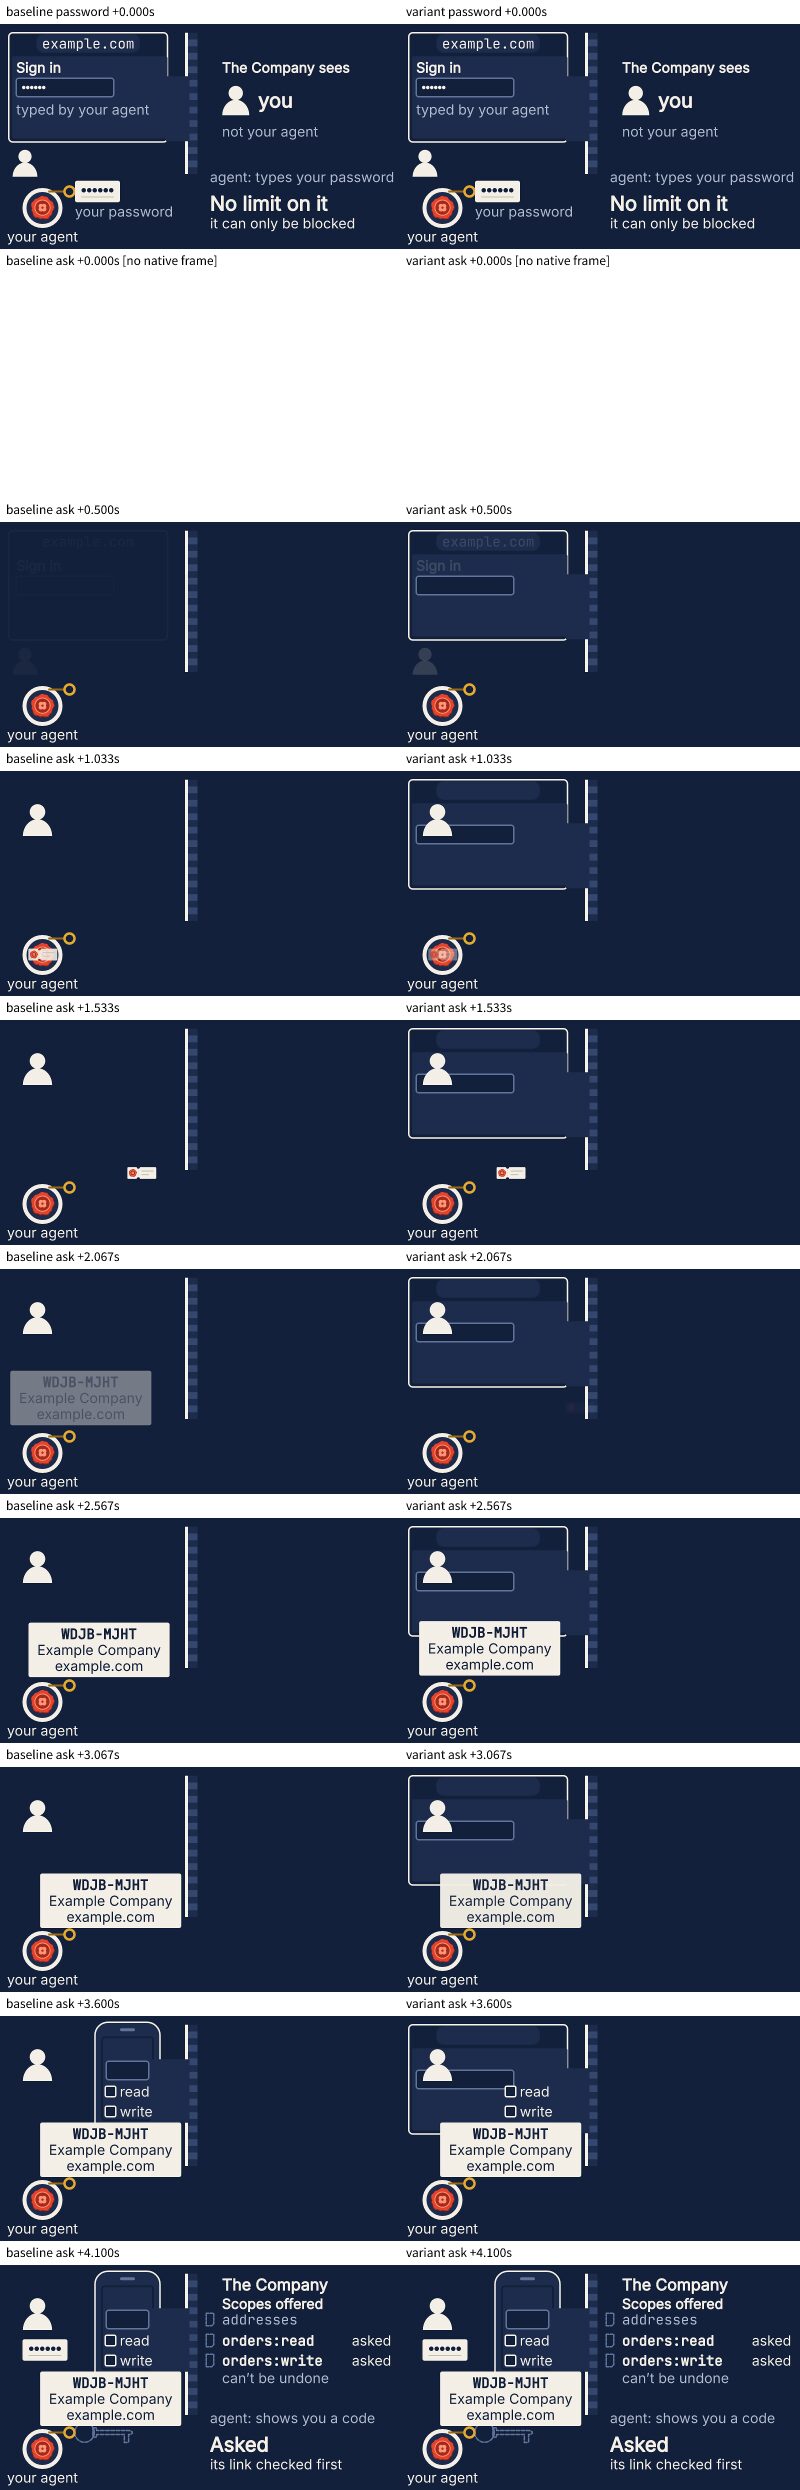 baseline password +0.000s
variant password +0.000s
example.com
Sign in
••••••
typed by your agent
The Company sees
you
not your agent
agent: types your password
No limit on it
it can only be blocked
••••••
your password
your agent
example.com
Sign in
••••••
typed by your agent
The Company sees
you
not your agent
agent: types your password
No limit on it
it can only be blocked
••••••
your password
your agent
baseline ask +0.000s [no native frame]
variant ask +0.000s [no native frame]
baseline ask +0.500s
variant ask +0.500s
example.com
Sign in
your agent
example.com
Sign in
your agent
baseline ask +1.033s
variant ask +1.033s
your agent
your agent
baseline ask +1.533s
variant ask +1.533s
your agent
your agent
baseline ask +2.067s
variant ask +2.067s
WDJB-MJHT
Example Company
example.com
your agent
your agent
baseline ask +2.567s
variant ask +2.567s
WDJB-MJHT
Example Company
example.com
your agent
WDJB-MJHT
Example Company
example.com
your agent
baseline ask +3.067s
variant ask +3.067s
WDJB-MJHT
Example Company
example.com
your agent
WDJB-MJHT
Example Company
example.com
your agent
baseline ask +3.600s
variant ask +3.600s
read
write
WDJB-MJHT
Example Company
example.com
your agent
read
write
WDJB-MJHT
Example Company
example.com
your agent
baseline ask +4.100s
variant ask +4.100s
••••••
read
write
WDJB-MJHT
Example Company
example.com
your agent
The Company
Scopes offered
addresses
orders:read asked
orders:write asked
can't be undone
agent: shows you a code
Asked
its link checked first
••••••
read
write
WDJB-MJHT
Example Company
example.com
your agent
The Company
Scopes offered
addresses
orders:read asked
orders:write asked
can't be undone
agent: shows you a code
Asked
its link checked first